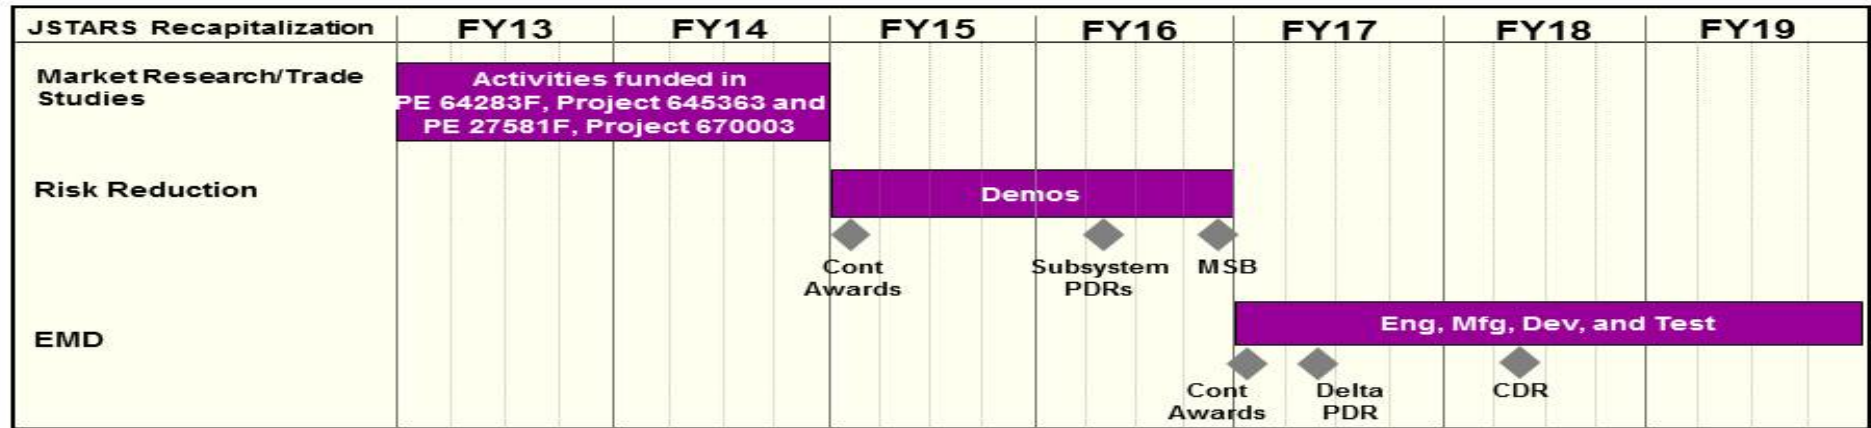 JSTARS Recapitalization FY13 FY14 FY15 FY16 FY17 FY18 FY19
Market Research/Trade
Studies
Activities funded in
PE 64283F, Project 645363 and
PE 27581F, Project 670003
Risk Reduction
Demos
Cont
Awards
Subsystem
PDRs
MSB
EMD
Eng, Mfg, Dev, and Test
Cont
Awards
Delta
PDR
CDR